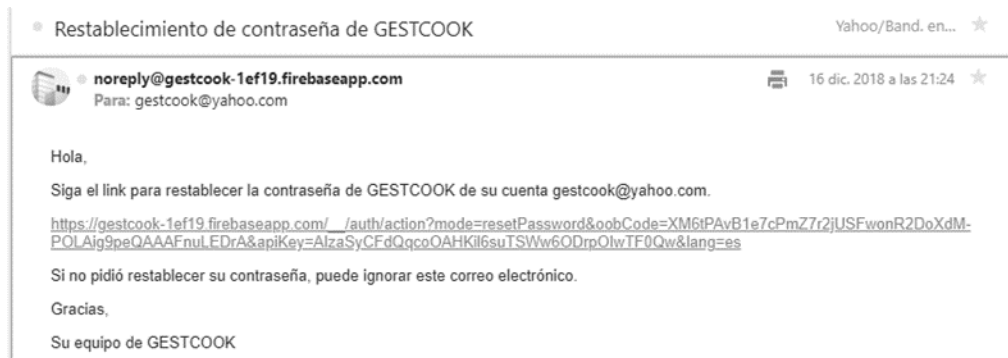 Restablecimiento de contraseña de GESTCOOK
Yahoo/Band. en...
noreply@gestcook-1ef19.firebaseapp.com
16 dic. 2018 a las 21:24
Para: gestcook@yahoo.com
Hola,
Siga el link para restablecer la contraseña de GESTCOOK de su cuenta gestcook@yahoo.com.
https://gestcook-1ef19.firebaseapp.com/__/auth/action?mode=resetPassword&oobCode=XM6tPAvB1e7cPmZ7r2jUSFwonR2DoXdM-
POLAig9peQAAAFnuLEDrA&apiKey=AIzaSyCFdQqcoOAHKiI6suTSWw6ODrpOIwTF0Qw&lang=es
Si no pidió restablecer su contraseña, puede ignorar este correo electrónico.
Gracias,
Su equipo de GESTCOOK